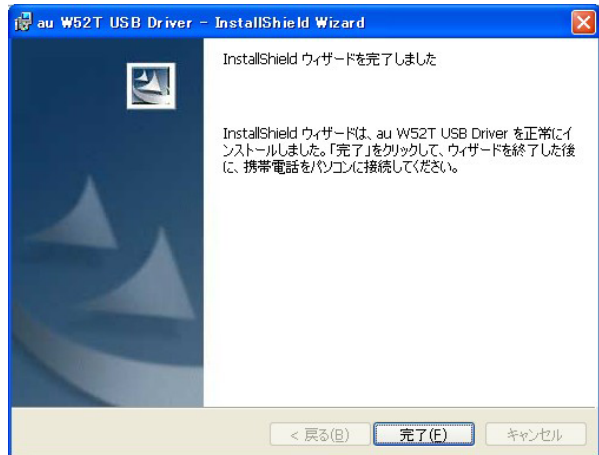 au W52T USB Driver - InstallShield Wizard
InstallShield ウィザードを完了しました
InstallShield ウィザードは、au W52T USB Driver を正常にイ
ンストールしました。「完了」をクリックして、ウィザードを終了した後
に、携帯電話をパソコンに接続してください。
< 戻る(B)
完了(F)
キャンセル